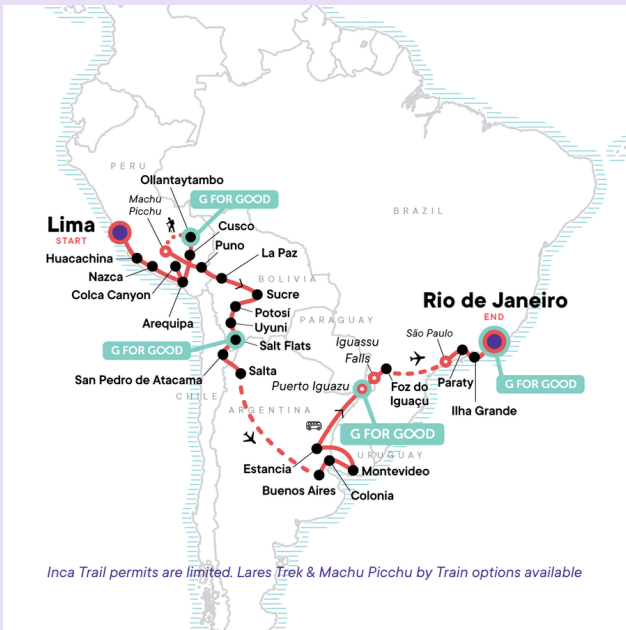 PERU
Ollantaytambo
Machu
Picchu
G FOR GOOD
Lima
START
Cusco
BRAZIL
Puno
Huacachina
La Paz
Nazca
BOLIVIA
Colca Canyon
Sucre
Rio de Janeiro
END
Potosí
Arequipa
PARAGUAY
Uyuni
São Paulo
Iguassu
Falls
G FOR GOOD
Salt Flats
Salta
San Pedro de Atacama
Puerto Iguazu
Foz do
Iguaçu
Paraty
G FOR GOOD
CHILE
ARGENTINA
Ilha Grande
G FOR GOOD
URUGUAY
Estancia
Montevideo
Buenos Aires
Colonia
Inca Trail permits are limited. Lares Trek & Machu Picchu by Train options available